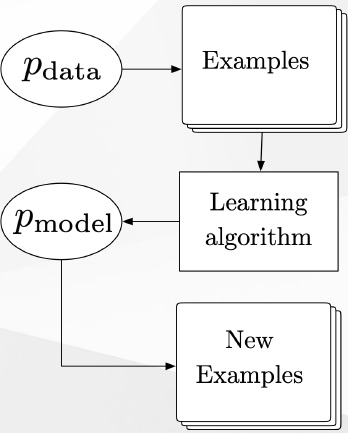 p_data
Examples
Learning
algorithm
p_model
New
Examples